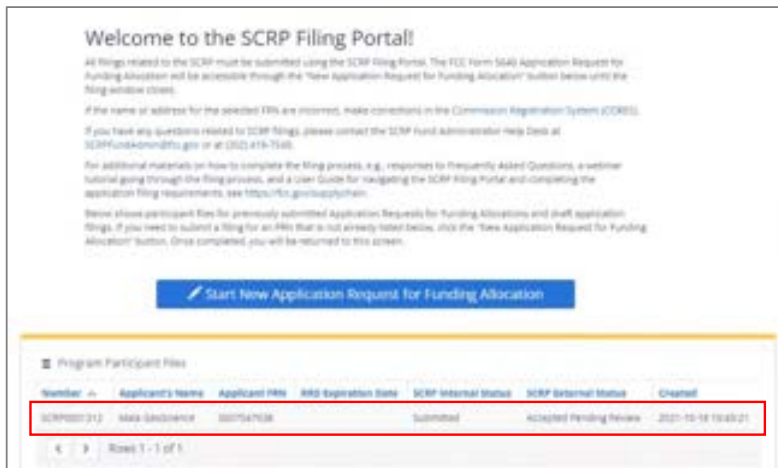 Welcome to the SCRP Filing Portal!
All filings related to the SCRP must be submitted using the SCRP Filing Portal. The FCC Form 5640 Application Request for
Funding Allocation will be accessible through the "New Application Request for Funding Allocation" button below until the
filing window closes.
If the name or address for the selected FRN are incorrect, make corrections in the Commission Registration System (CORES).
If you have any questions related to SCRP filings, please contact the SCRP Fund Administrator Help Desk at
SCRPFundAdmin@fcc.gov or at (202) 418-7540.
For additional materials on how to complete the filing process, e.g., responses to Frequently Asked Questions, a webinar
tutorial going through the filing process, and a User Guide for navigating the SCRP Filing Portal and completing the
application filing requirements, see https://fcc.gov/supplychain.
Below shows participant files for previously submitted Application Requests for Funding Allocations and draft application
filings. If you need to submit a filing for an FRN that is not already listed below, click the "New Application Request for Funding
Allocation" button. Once completed, you will be returned to this screen.
Start New Application Request for Funding Allocation
Program Participant Files
Number Applicant's Name Applicant FRN RRS Expiration Date SCRP Internal Status SCRP External Status Created
SCRP0001312 Submitted Accepted Pending Review 2021-10-18
Rows 1 - 1 of 1